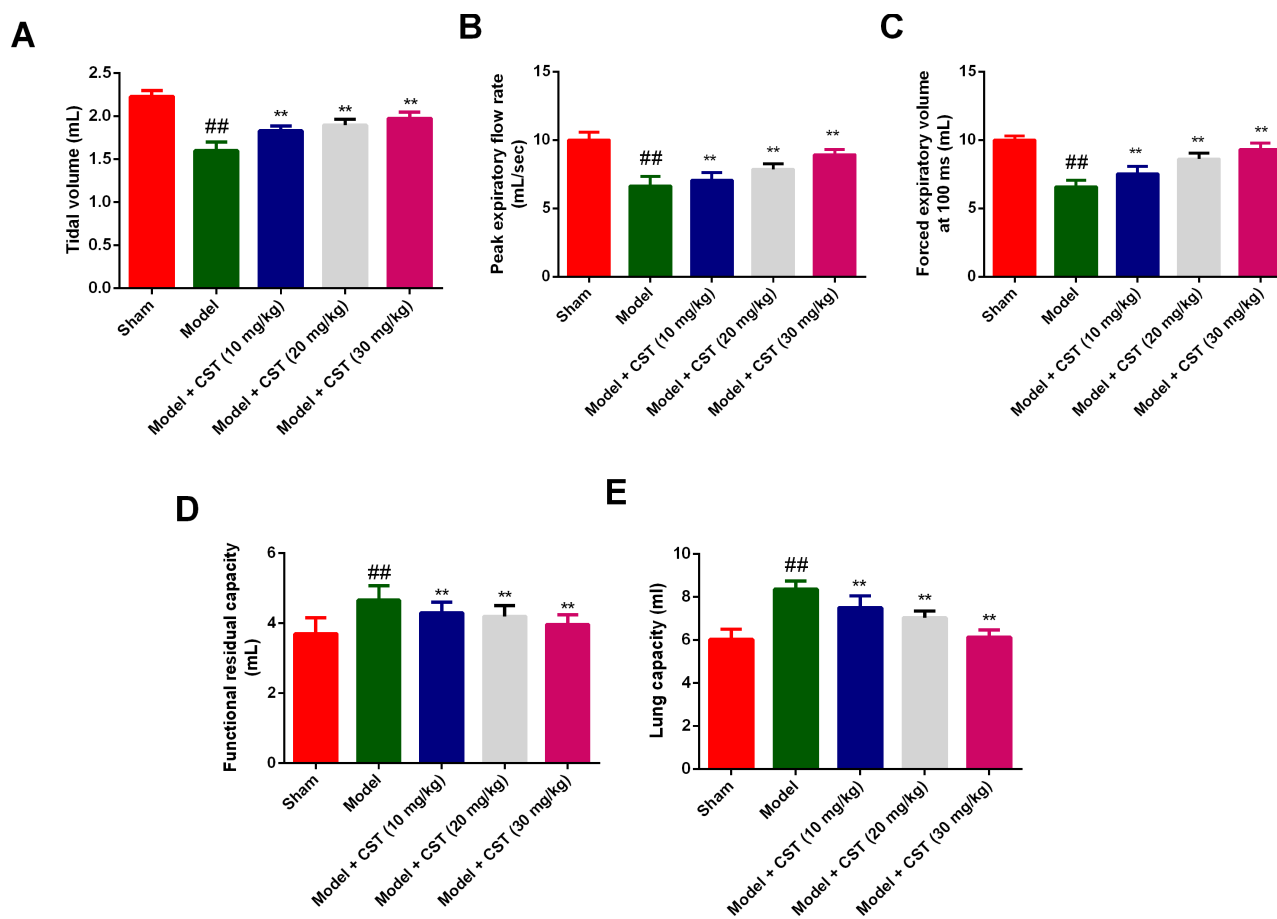 A
Tidal volume (mL)
2.5
2.0
1.5
1.0
0.5
0.0
##
**
**
**
Sham
Model
Model + CST (10 mg/kg)
Model + CST (20 mg/kg)
Model + CST (30 mg/kg)
B
Peak expiratory flow rate
(mL/sec)
15
10
5
0
##
**
**
**
Sham
Model
Model + CST (10 mg/kg)
Model + CST (20 mg/kg)
Model + CST (30 mg/kg)
C
Forced expiratory volume
at 100 ms (mL)
15
10
5
0
##
**
**
**
Sham
Model
Model + CST (10 mg/kg)
Model + CST (20 mg/kg)
Model + CST (30 mg/kg)
D
Functional residual capacity
(mL)
6
4
2
0
##
**
**
**
Sham
Model
Model + CST (10 mg/kg)
Model + CST (20 mg/kg)
Model + CST (30 mg/kg)
E
Lung capacity (ml)
10
8
6
4
2
0
##
**
**
**
Sham
Model
Model + CST (10 mg/kg)
Model + CST (20 mg/kg)
Model + CST (30 mg/kg)